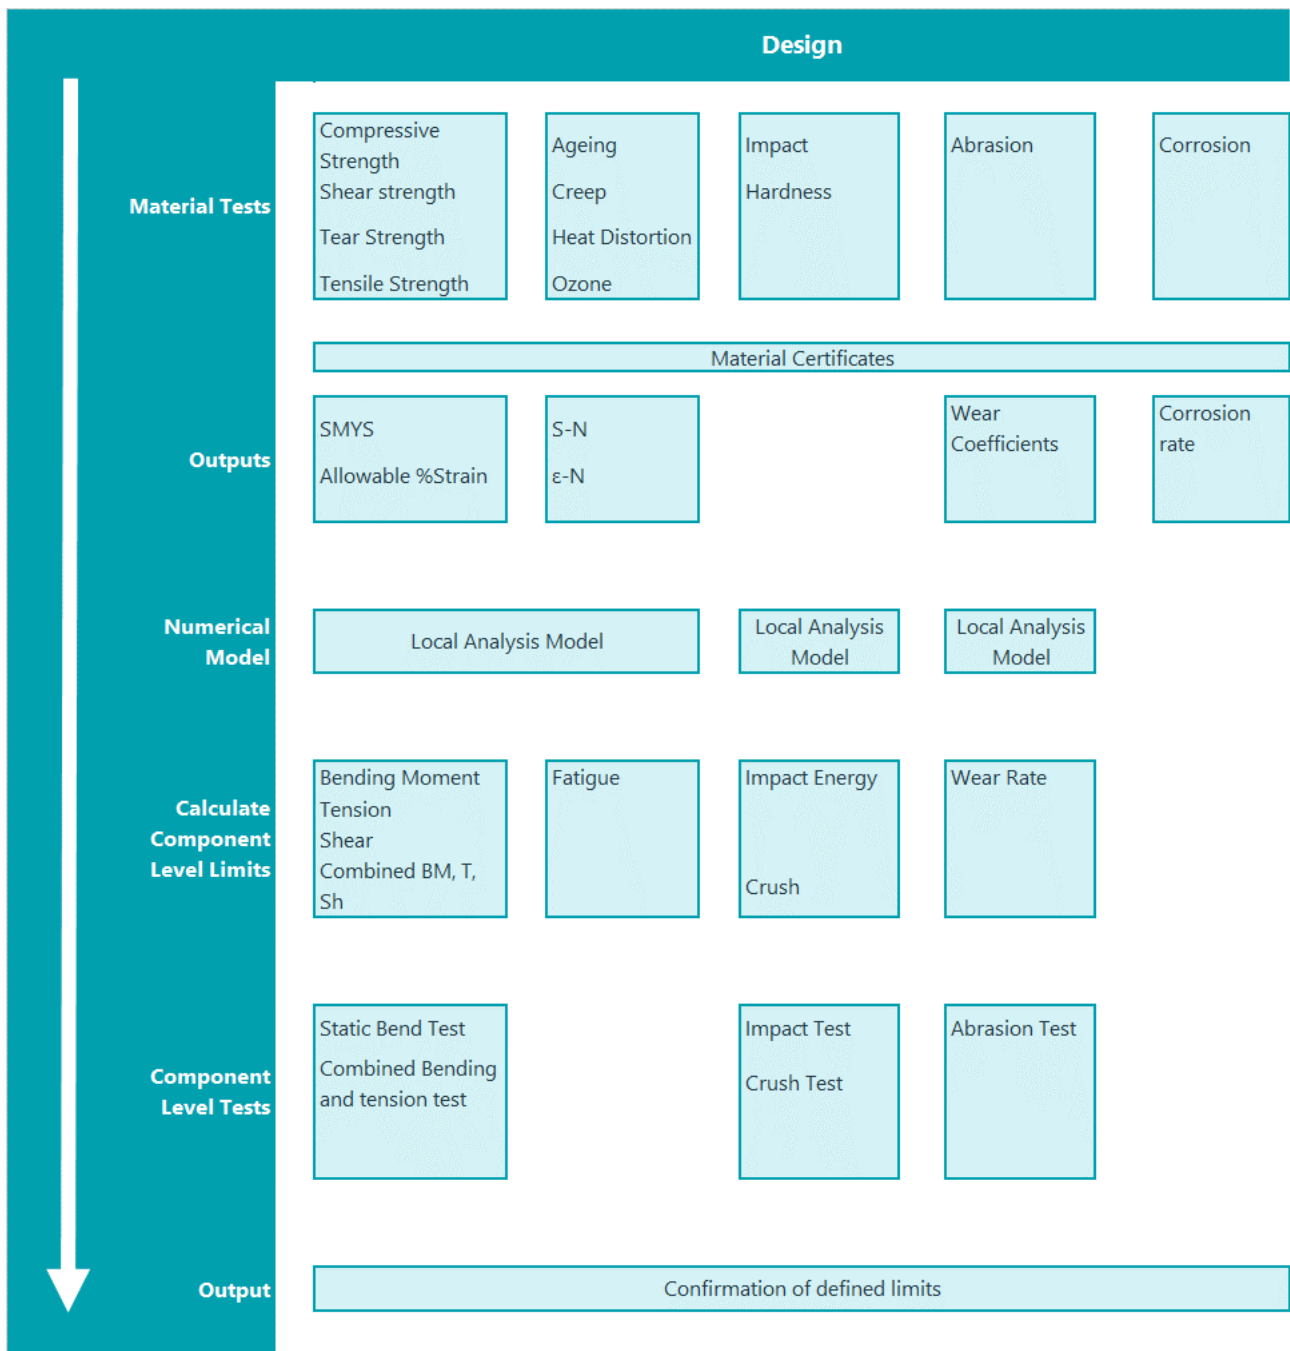 Design
Material Tests
Compressive
Strength
Shear strength
Tear Strength
Tensile Strength
Ageing
Creep
Heat Distortion
Ozone
Impact
Hardness
Abrasion
Corrosion
Material Certificates
Outputs
SMYS
Allowable %Strain
S-N
ε-N
Wear
Coefficients
Corrosion
rate
Numerical
Model
Local Analysis Model
Local Analysis
Model
Local Analysis
Model
Calculate
Component
Level Limits
Bending Moment
Tension
Shear
Combined BM, T,
Sh
Fatigue
Impact Energy
Crush
Wear Rate
Component
Level Tests
Static Bend Test
Combined Bending
and tension test
Impact Test
Crush Test
Abrasion Test
Output
Confirmation of defined limits